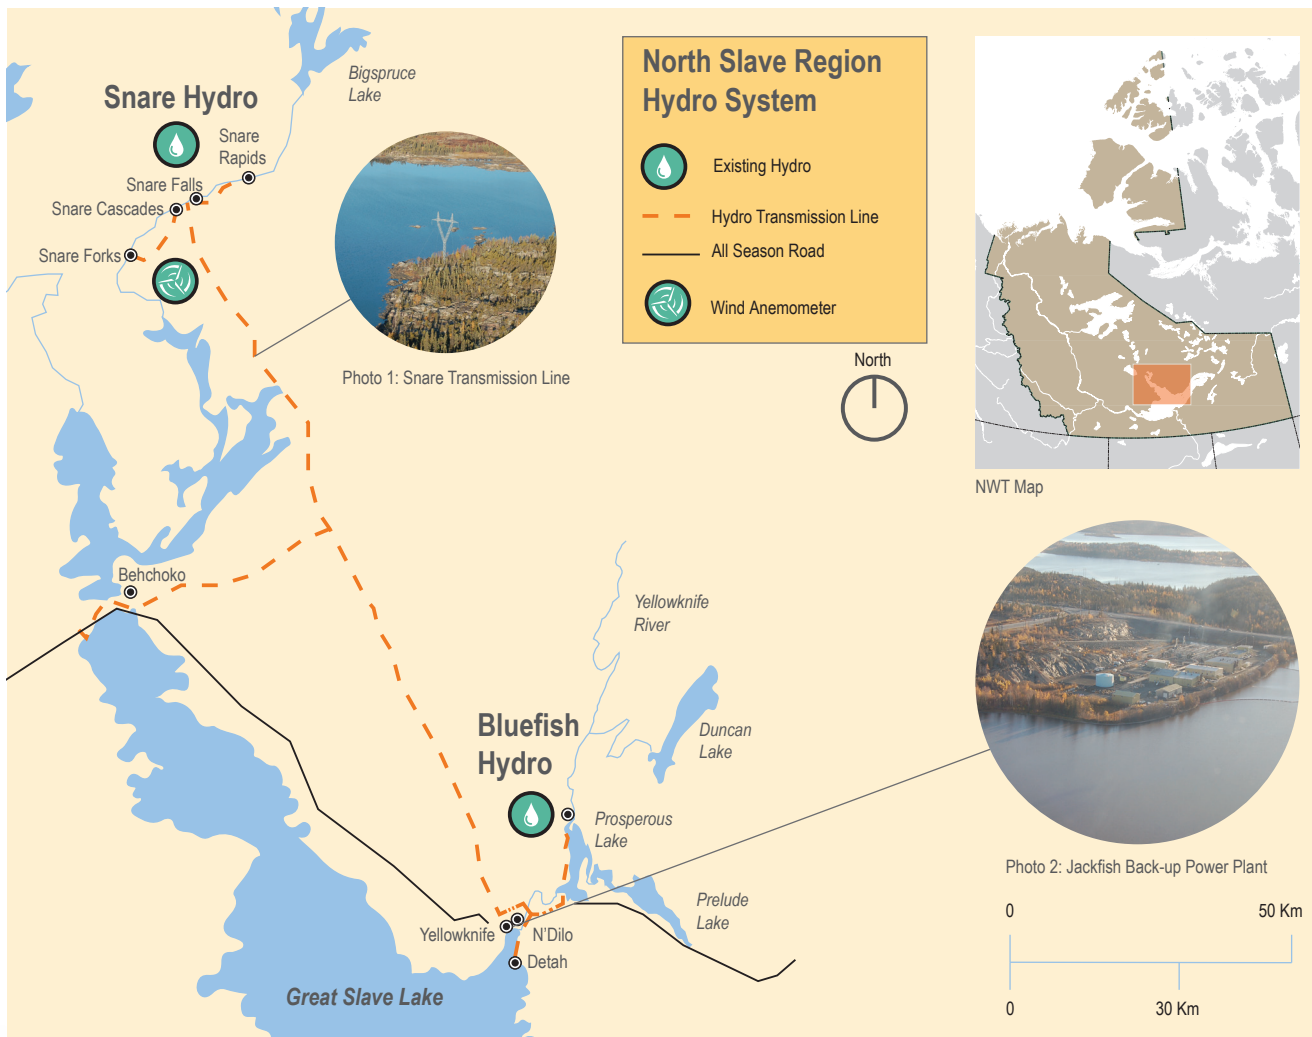 North Slave Region
Hydro System
Existing Hydro
Hydro Transmission Line
All Season Road
Wind Anemometer
North
NWT Map
Bigspruce
Lake
Snare Hydro
Snare
Rapids
Snare Falls
Snare Cascades
Snare Forks
Photo 1: Snare Transmission Line
Behchoko
Yellowknife
River
Bluefish
Hydro
Duncan
Lake
Prosperous
Lake
Prelude
Lake
Yellowknife
N'Dilo
Detah
Great Slave Lake
Photo 2: Jackfish Back-up Power Plant
0
50 Km
0
30 Km